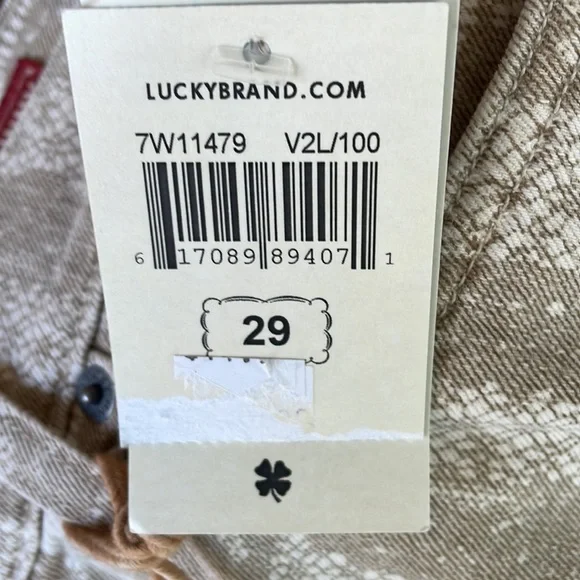 LUCKYBRAND.COM
7W11479 V2L/100
6 17089 89407 1
29